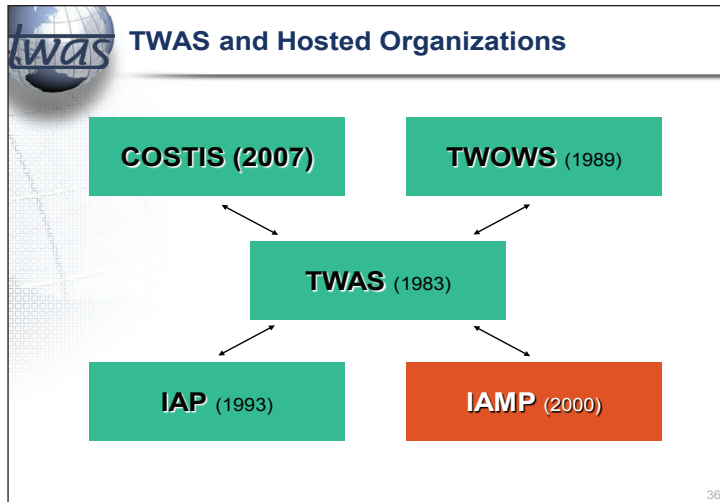 twas
TWAS and Hosted Organizations
COSTIS (2007)
TWOWS (1989)
TWAS (1983)
IAP (1993)
IAMP (2000)
36